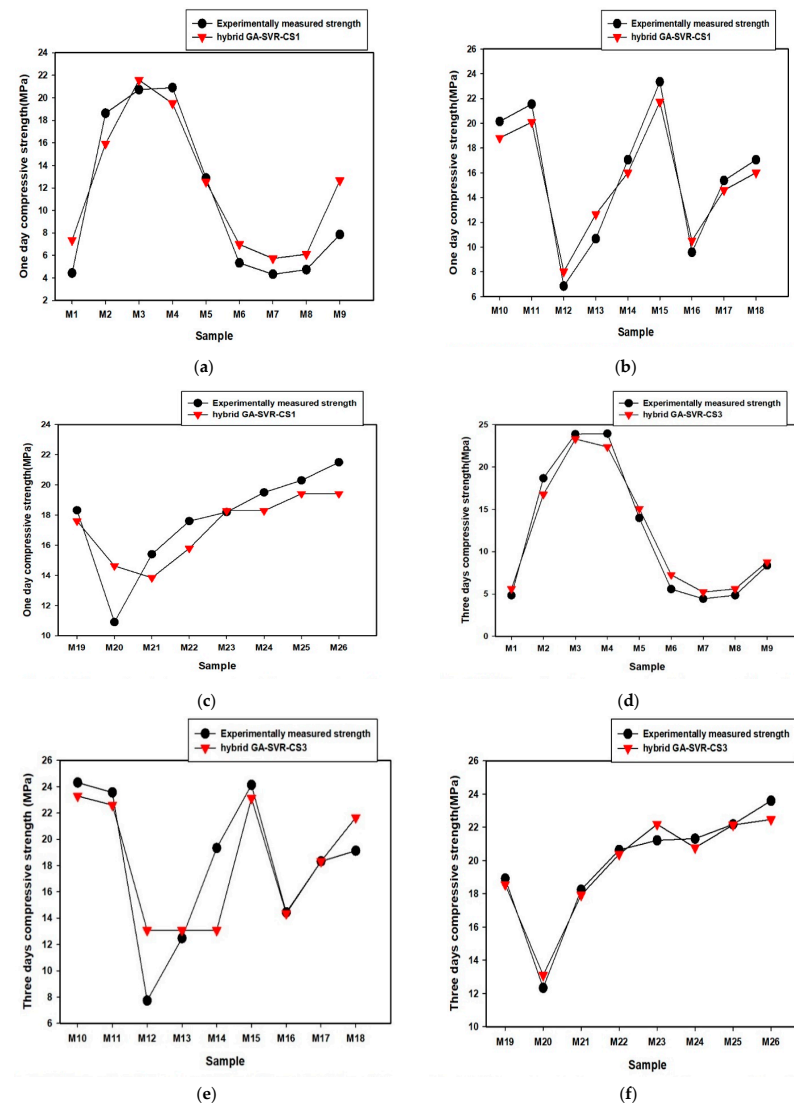 Experimentally measured strength
hybrid GA-SVR-CS1
One day compressive strength(MPa)
24
22
20
18
16
14
12
10
8
6
4
2
M1 M2 M3 M4 M5 M6 M7 M8 M9
Sample
(a)
Experimentally measured strength
hybrid GA-SVR-CS1
One day compressive strength(MPa)
26
24
22
20
18
16
14
12
10
8
6
M10 M11 M12 M13 M14 M15 M16 M17 M18
Sample
(b)
Experimentally measured strength
hybrid GA-SVR-CS1
One day compressive strength(MPa)
24
22
20
18
16
14
12
10
M19 M20 M21 M22 M23 M24 M25 M26
Sample
(c)
Experimentally measured strength
hybrid GA-SVR-CS3
Three days compressive strength(Mpa)
25
20
15
10
5
0
M1 M2 M3 M4 M5 M6 M7 M8 M9
Sample
(d)
Experimentally measured strength
hybrid GA-SVR-CS3
Three days compressive strength (MPa)
26
24
22
20
18
16
14
12
10
8
6
M10 M11 M12 M13 M14 M15 M16 M17 M18
Sample
(e)
Experimentally measured strength
hybrid GA-SVR-CS3
Three days compressive strength(MPa)
26
24
22
20
18
16
14
12
10
M19 M20 M21 M22 M23 M24 M25 M26
Sample
(f)